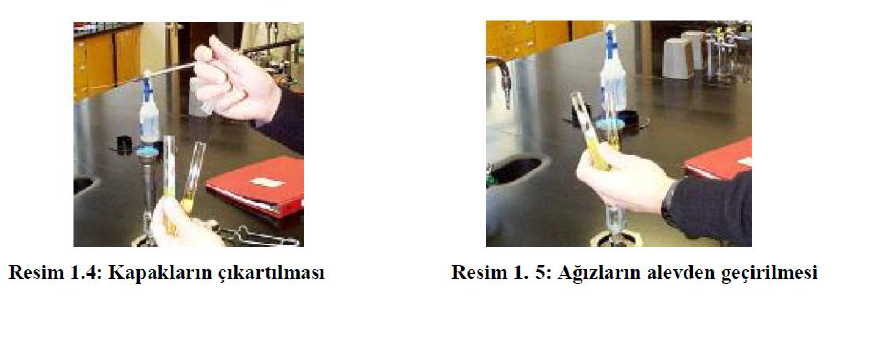 Resim 1.4: Kapakların çıkartılması
Resim 1. 5: Ağızların alevden geçirilmesi